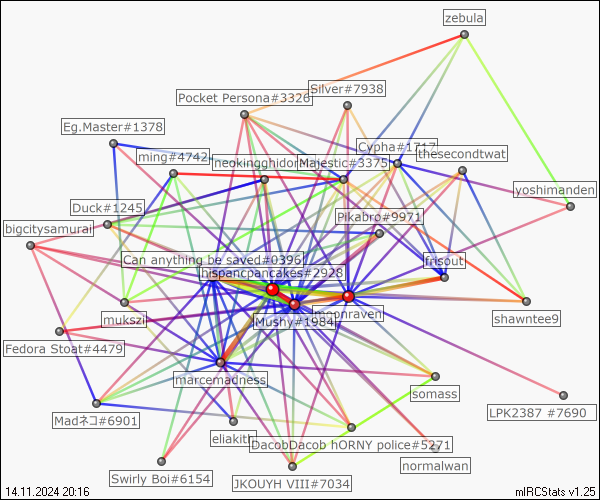 zebula
Silver#7938
Pocket Persona#3326
Eg.Master#1378
Cypha#1717
thesecondtwat
ming#4742
neokingghidorah
Majestic#3375
yoshimanden
Duck#1245
Pikabro#9971
bigcitysamurai
Can anything be saved#0396
frisout
hispancpancakes#2928
mukszi
Mushy#1984
moonraven
shawntee9
Fedora Stoat#4479
marcemadness
somass
Madネコ#6901
LPK2387 #7690
eliakith
DacobDacob hORNY police#5271
normalwan
Swirly Boi#6154
JKOUYH VIII#7034
14.11.2024 20:16
mIRCStats v1.25